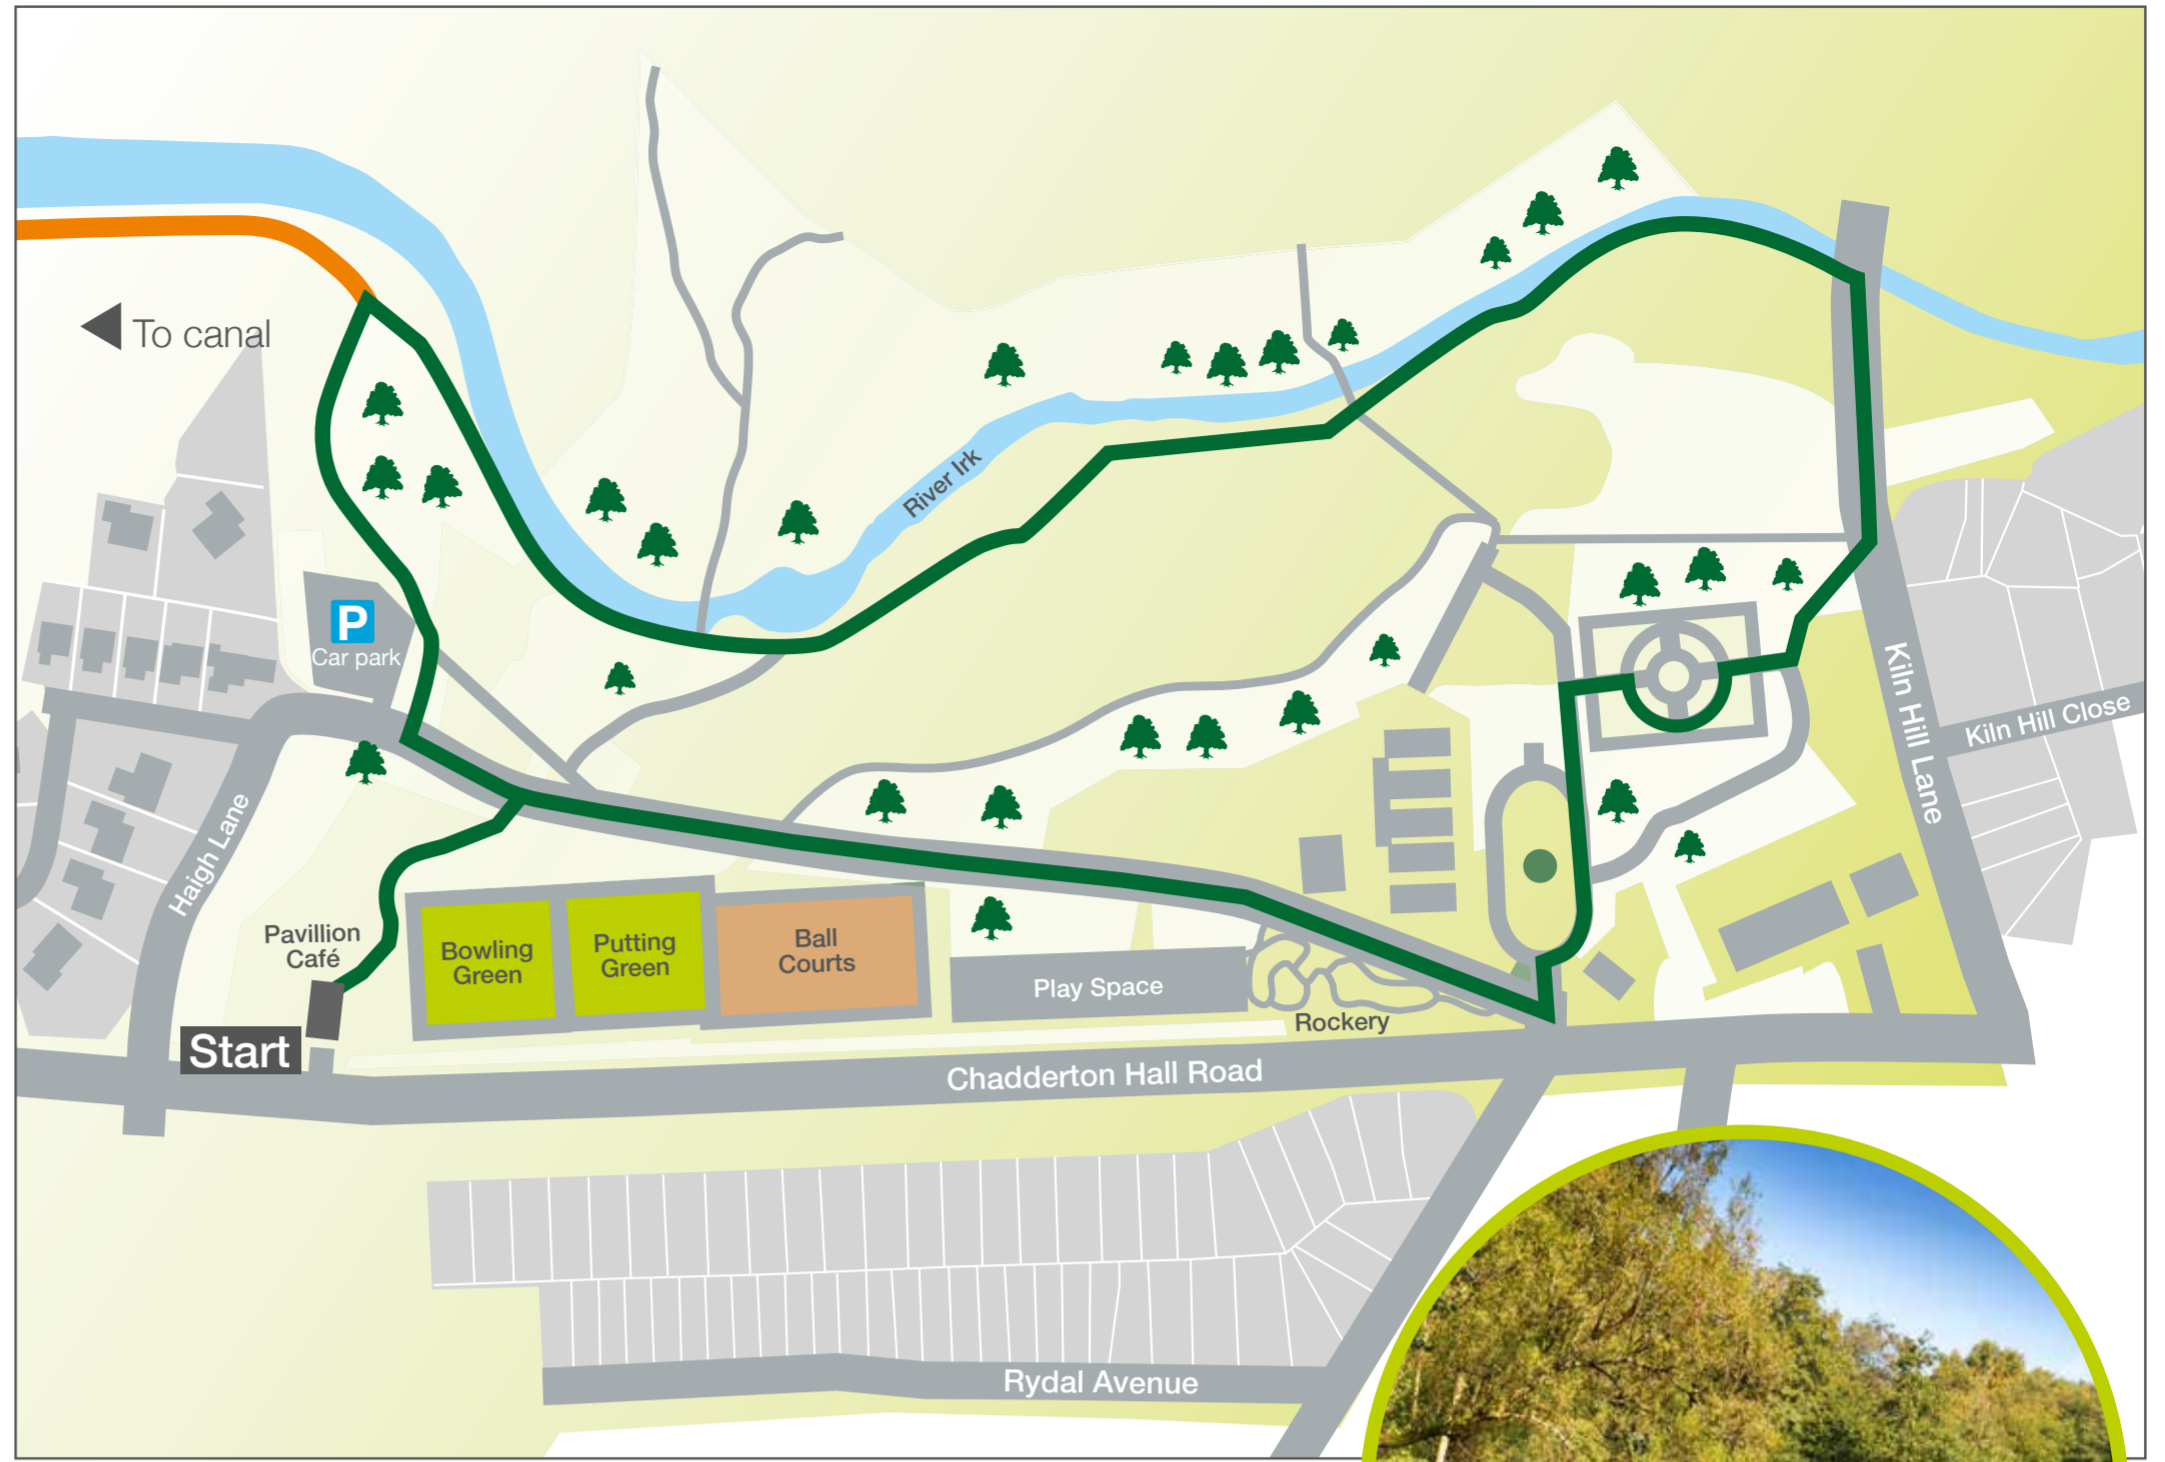 To canal
River Irk
P
Car park
Kiln Hill Lane
Kiln Hill Close
Haigh Lane
Pavillion
Café
Bowling
Green
Putting
Green
Ball
Courts
Play Space
Rockery
Start
Chadderton Hall Road
Rydal Avenue